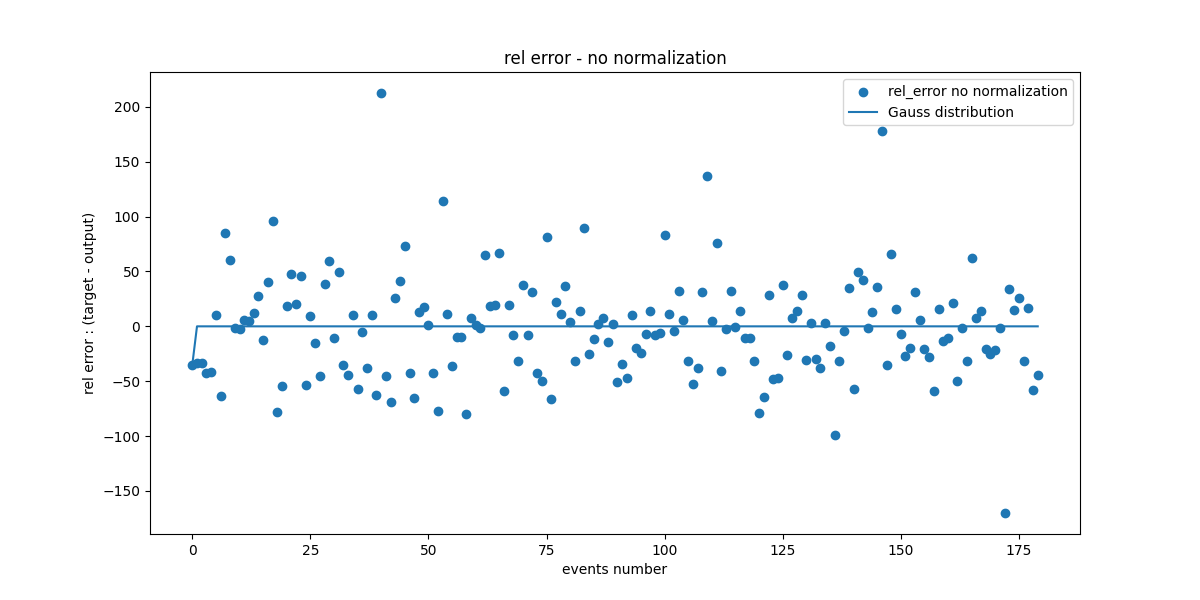 rel error - no normalization
rel_error no normalization
Gauss distribution
rel error : (target - output)
200
150
100
50
0
−50
−100
−150
0 25 50 75 100 125 150 175
events number